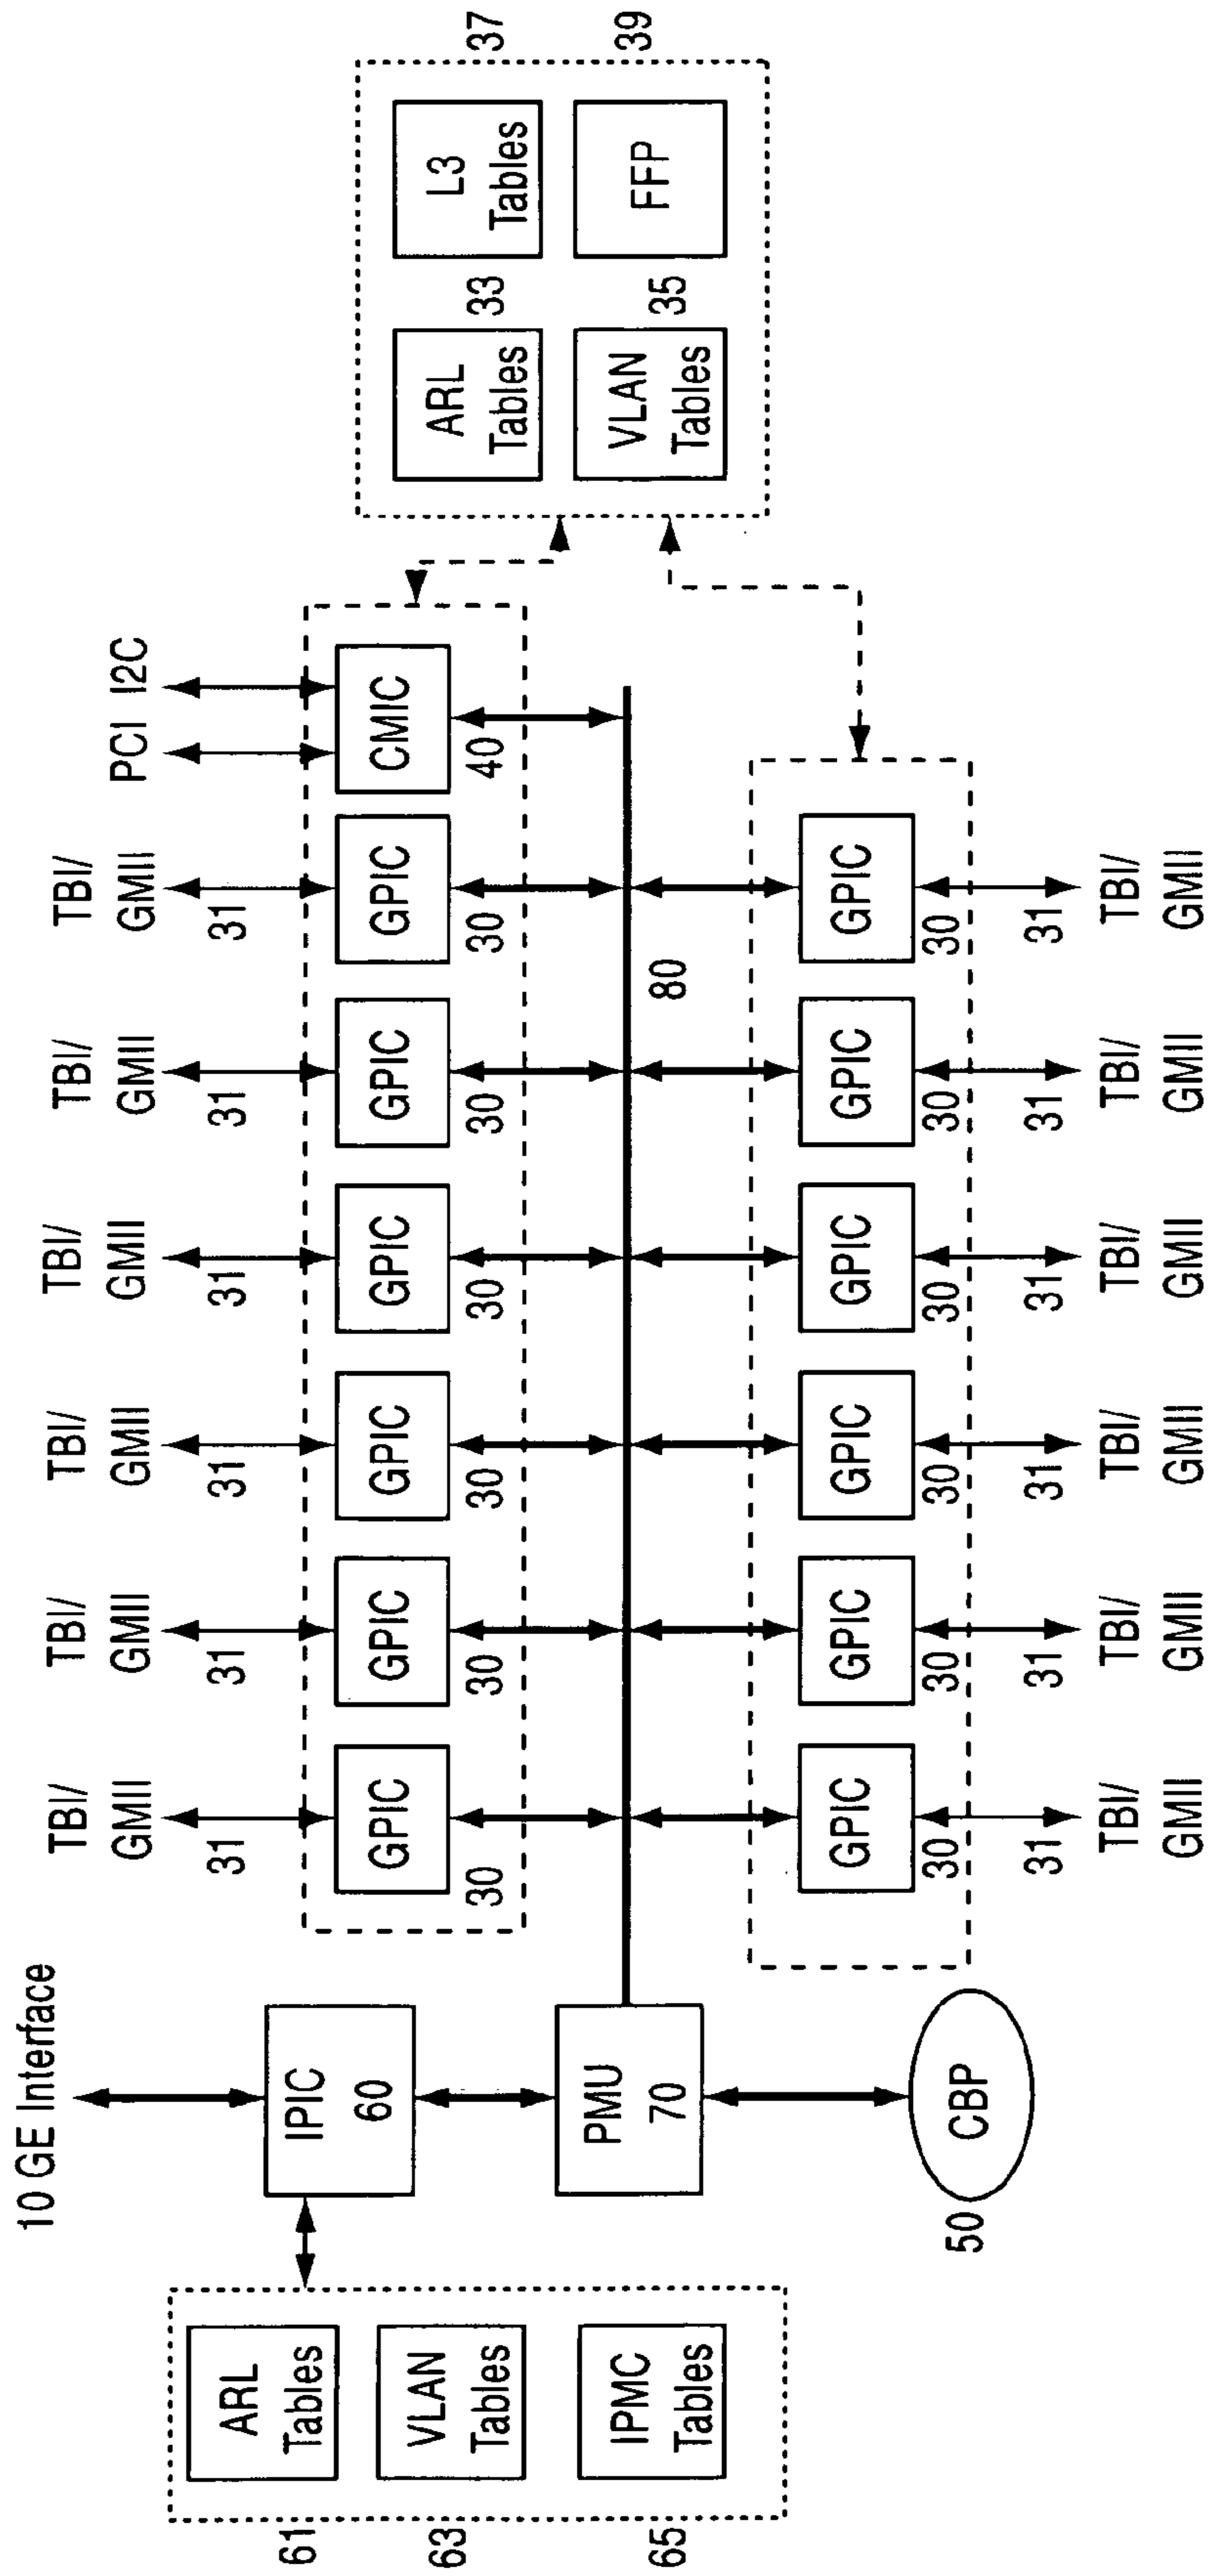 10 GE Interface
TBI/
GMII
TBI/
GMII
TBI/
GMII
TBI/
GMII
TBI/
GMII
TBI/
GMII
PCI
I2C
31
31
31
31
31
31
61
ARL
Tables
63
VLAN
Tables
65
IPMC
Tables
IPIC
60
GPIC
GPIC
GPIC
GPIC
GPIC
GPIC
CMIC
30
30
30
30
30
30
40
ARL
Tables
33
L3
Tables
37
VLAN
Tables
35
FFP
39
PMU
70
80
GPIC
GPIC
GPIC
GPIC
GPIC
GPIC
30
30
30
30
30
30
50
CBP
31
31
31
31
31
31
TBI/
GMII
TBI/
GMII
TBI/
GMII
TBI/
GMII
TBI/
GMII
TBI/
GMII